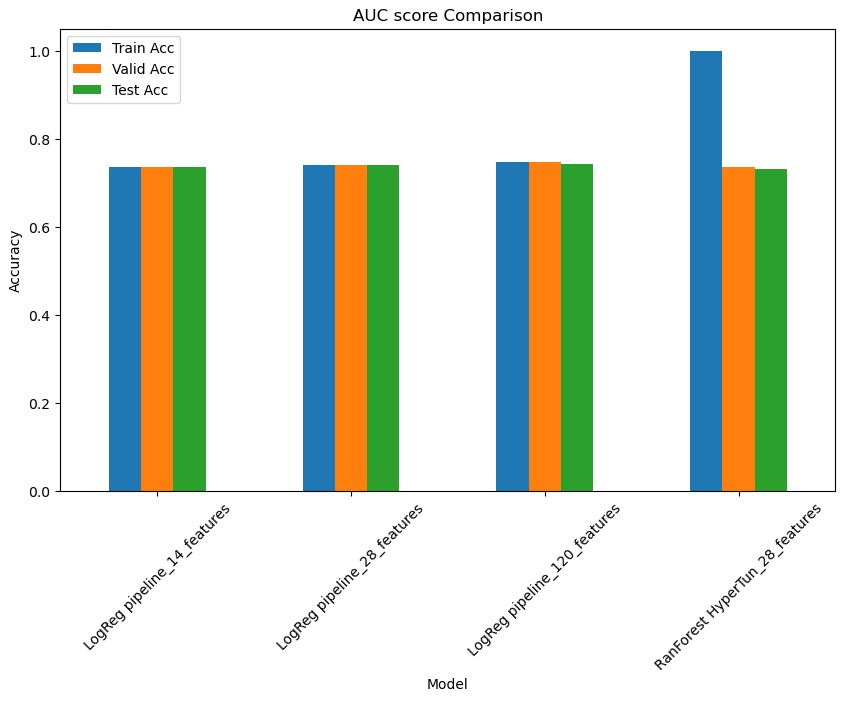 AUC score Comparison
Train Acc
Valid Acc
Test Acc
Accuracy
1.0
0.8
0.6
0.4
0.2
0.0
LogReg pipeline_14_features
LogReg pipeline_28_features
LogReg pipeline_120_features
RanForest HyperTun_28_features
Model